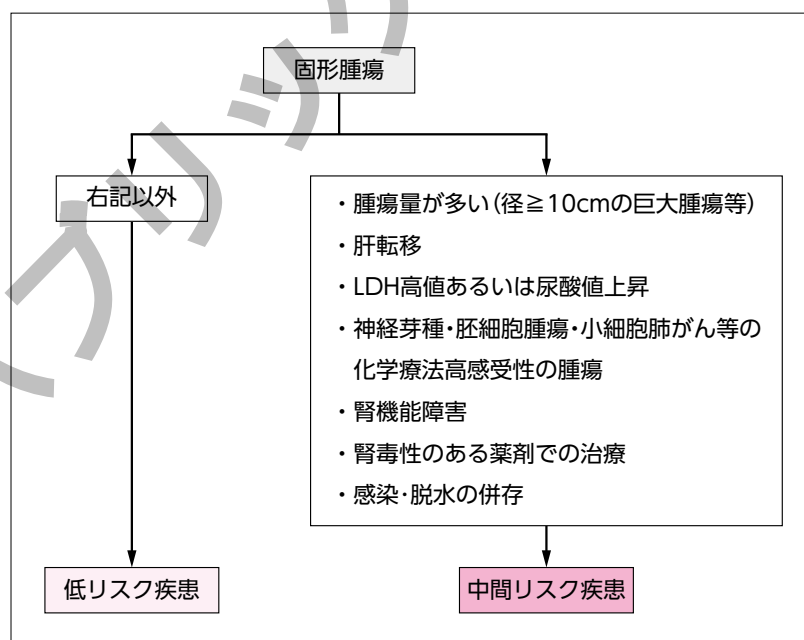 固形腫瘍
右記以外
・腫瘍量が多い(径≧10cmの巨大腫瘍等)
・肝転移
・LDH高値あるいは尿酸値上昇
・神経芽種・胚細胞腫瘍・小細胞肺がん等の
化学療法高感受性の腫瘍
・腎機能障害
・腎毒性のある薬剤での治療
・感染・脱水の併存
低リスク疾患
中間リスク疾患
(ブリック